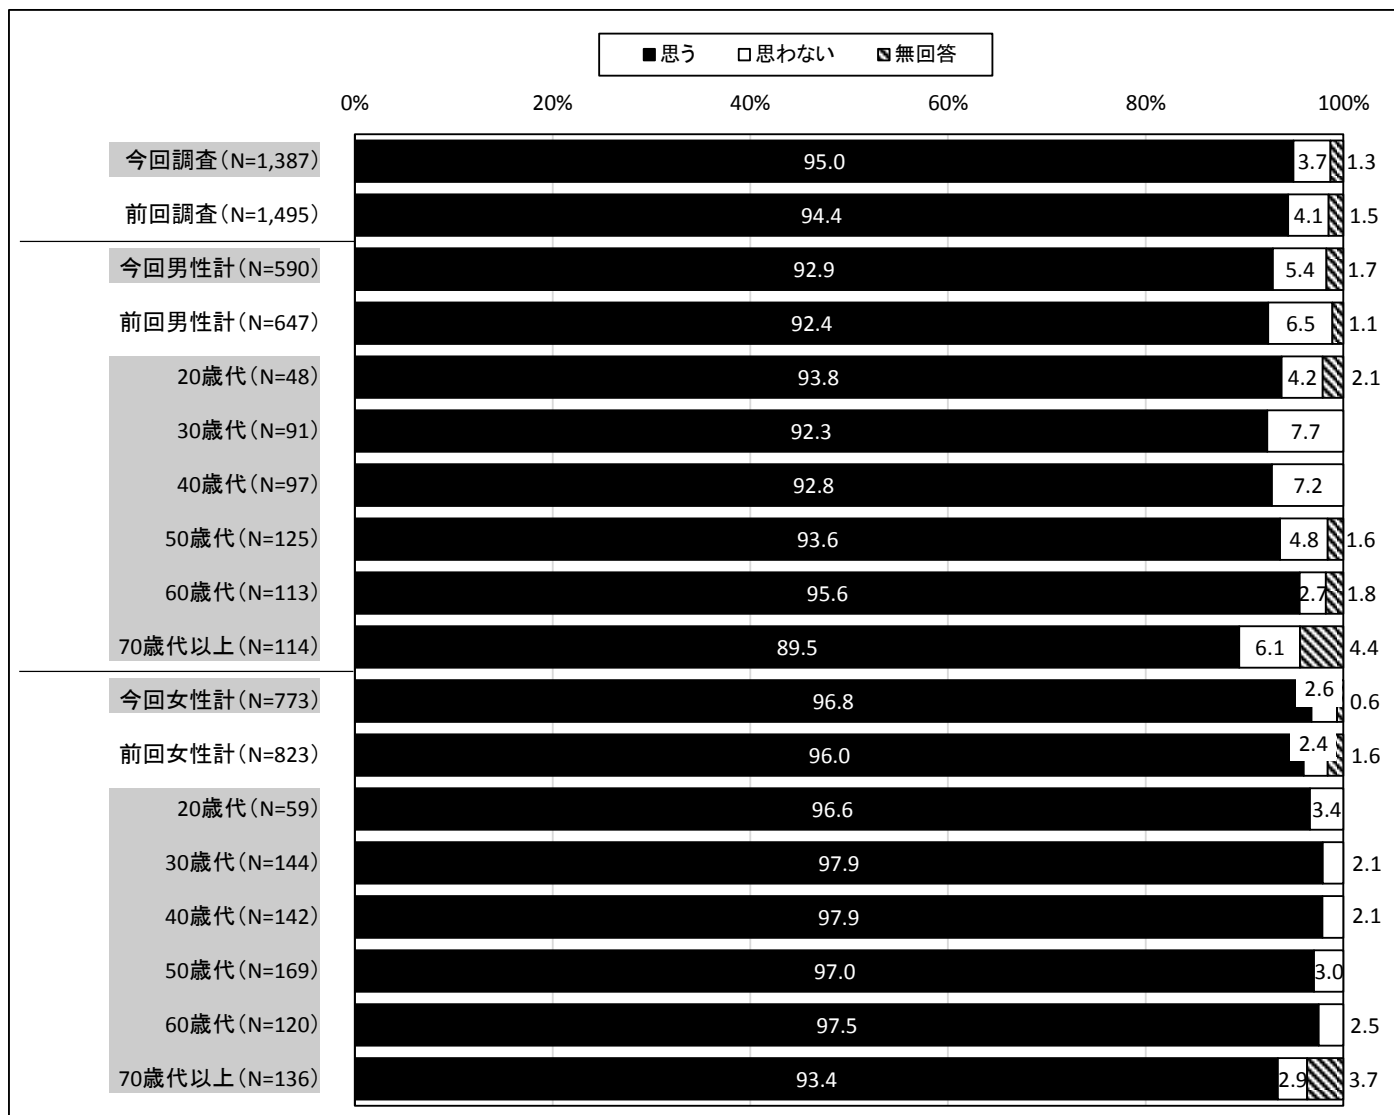 ■思う □思わない 無回答
0% 20% 40% 60% 80% 100%
今回調査(N=1,387) 95.0 3.7 1.3
前回調査(N=1,495) 94.4 4.1 1.5
今回男性計(N=590) 92.9 5.4 1.7
前回男性計(N=647) 92.4 6.5 1.1
20歳代(N=48) 93.8 4.2 2.1
30歳代(N=91) 92.3 7.7
40歳代(N=97) 92.8 7.2
50歳代(N=125) 93.6 4.8 1.6
60歳代(N=113) 95.6 2.7 1.8
70歳代以上(N=114) 89.5 6.1 4.4
今回女性計(N=773) 96.8 2.6 0.6
前回女性計(N=823) 96.0 2.4 1.6
20歳代(N=59) 96.6 3.4
30歳代(N=144) 97.9 2.1
40歳代(N=142) 97.9 2.1
50歳代(N=169) 97.0 3.0
60歳代(N=120) 97.5 2.5
70歳代以上(N=136) 93.4 2.9 3.7